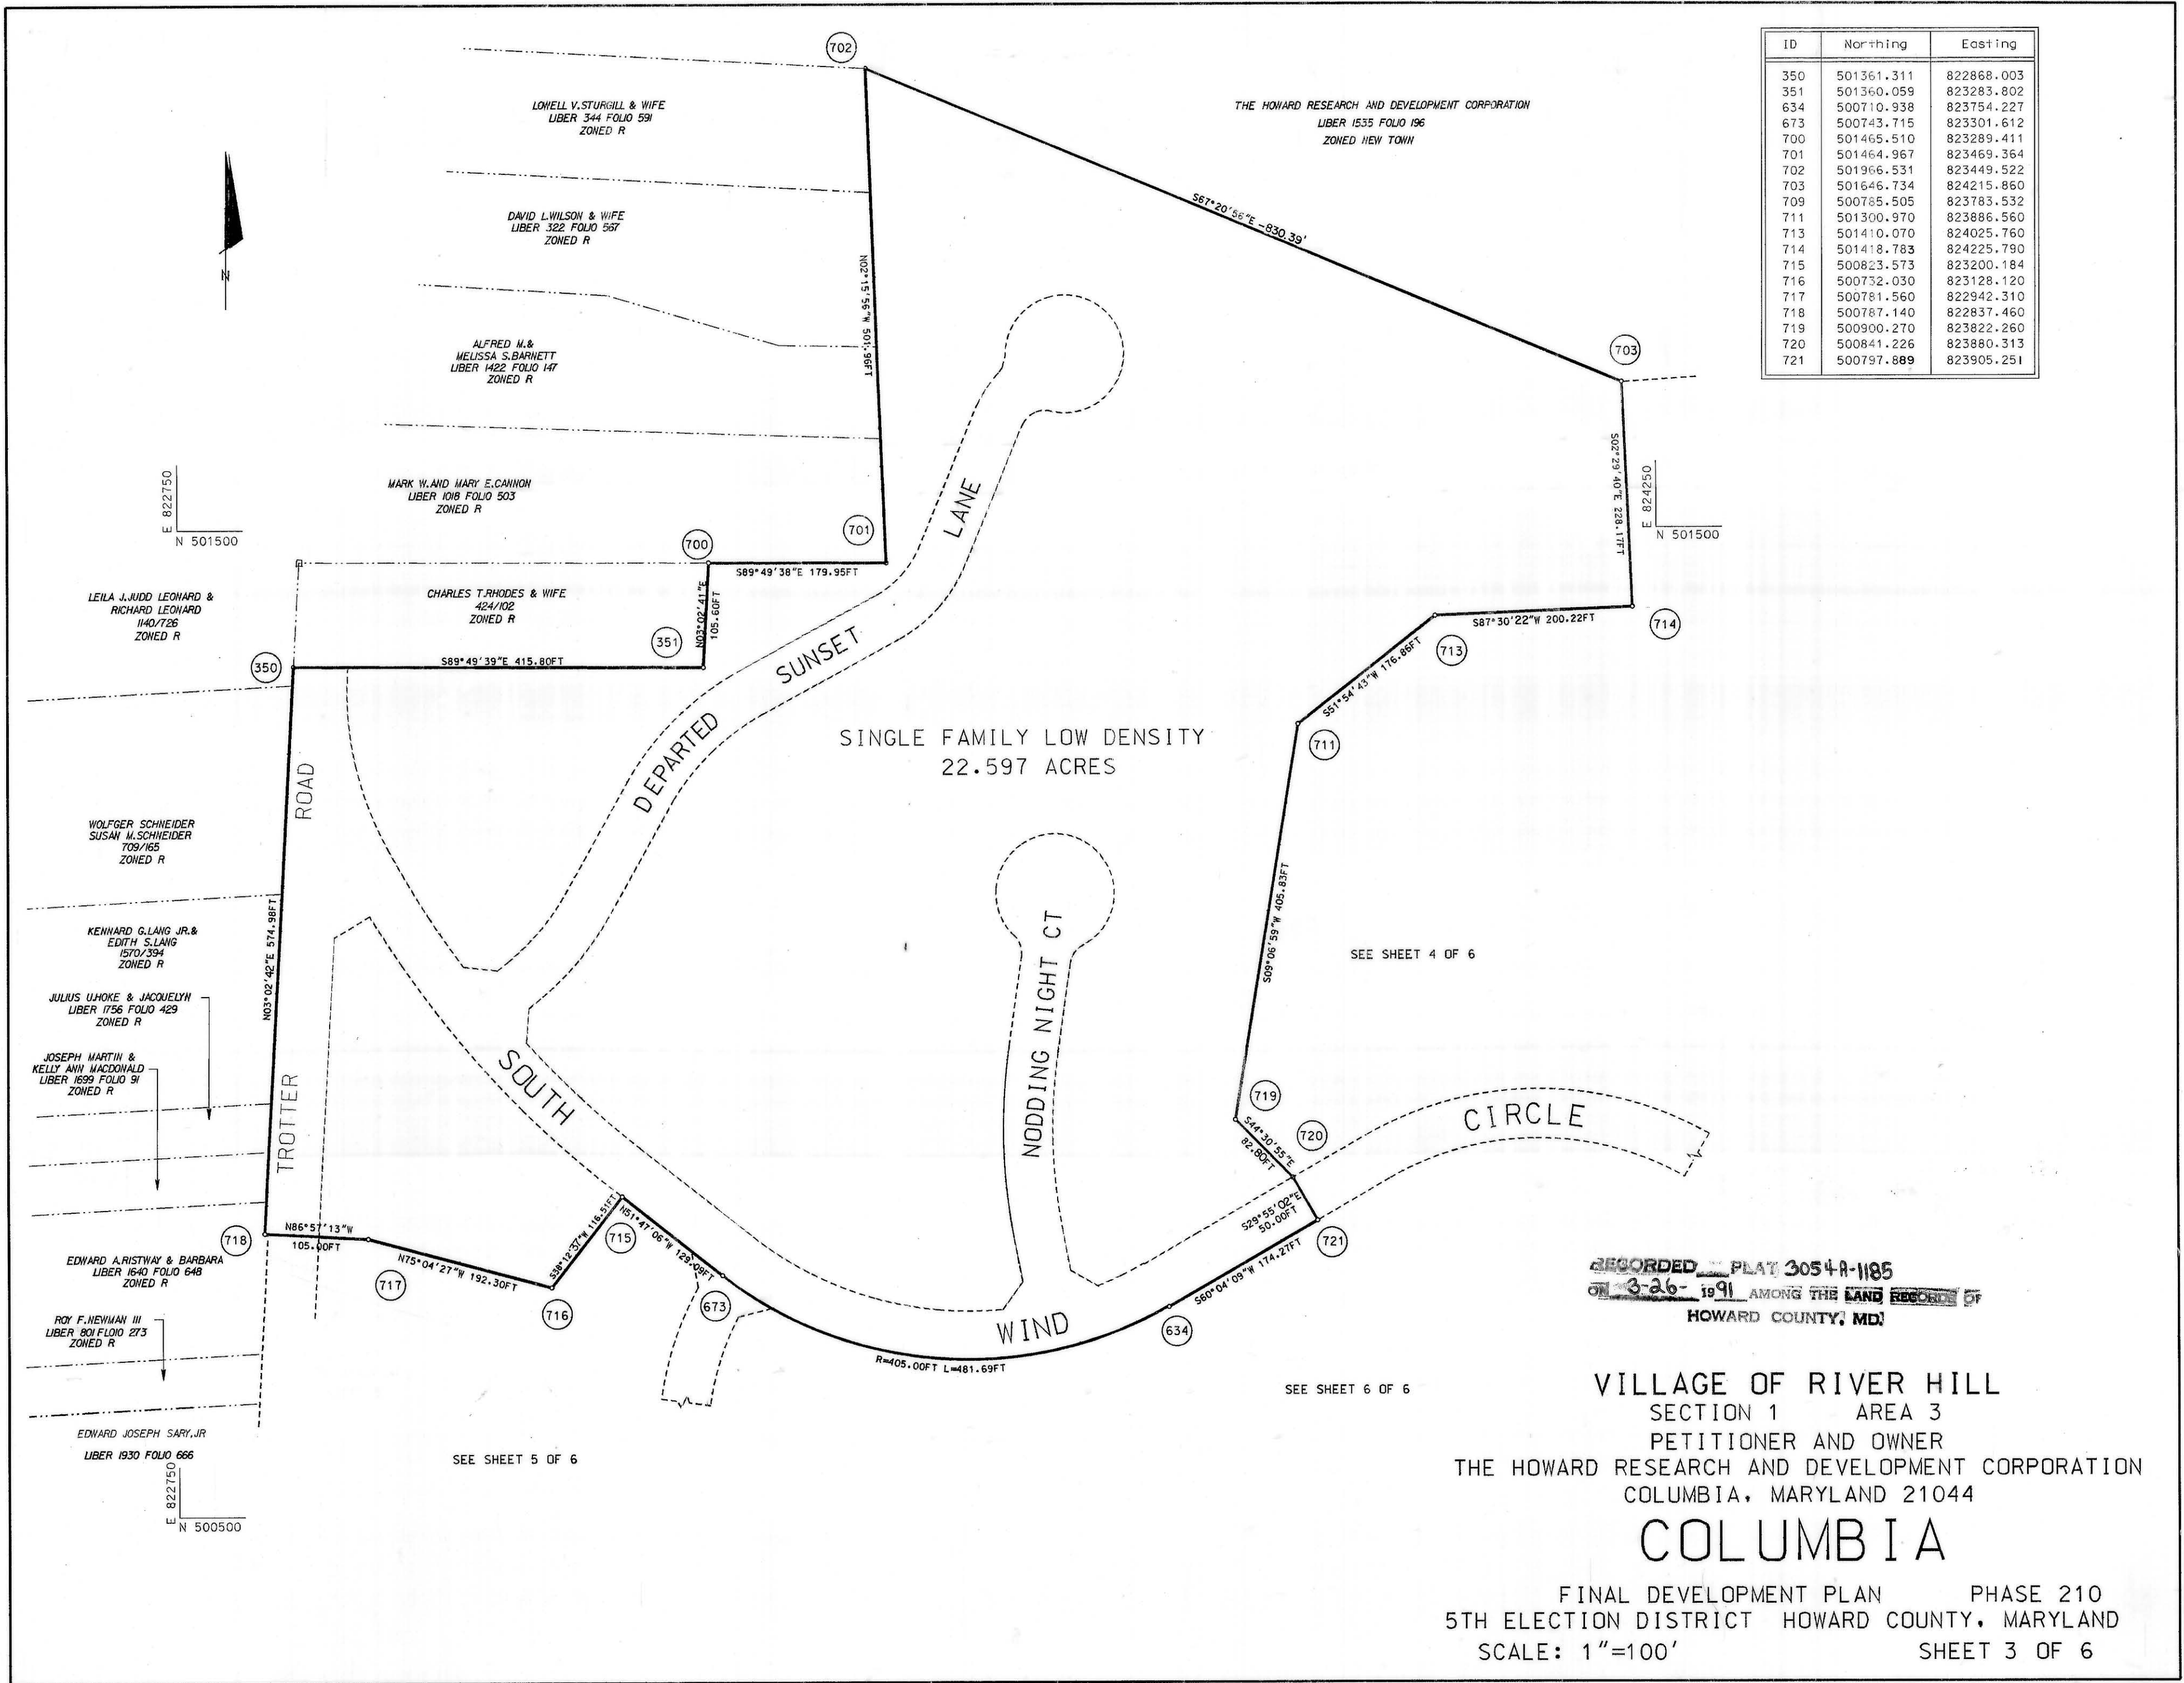 ID Northing Easting
350 501361.311 822868.003
351 501360.059 823283.802
634 500710.938 823754.227
673 500743.715 823301.612
700 501465.510 823289.411
701 501464.967 823469.364
702 501966.531 823449.522
703 501646.734 824215.860
709 500785.505 823783.532
711 501300.970 823886.560
713 501410.070 824025.760
714 501418.783 824225.790
715 500823.573 823200.184
716 500732.030 823128.120
717 500781.560 822942.310
718 500787.140 822837.460
719 500900.270 823822.260
720 500841.226 823880.313
721 500797.889 823905.251
702
LOWELL V.STURGILL & WIFE
LIBER 344 FOLIO 591
ZONED R
THE HOWARD RESEARCH AND DEVELOPMENT CORPORATION
LIBER 1535 FOLIO 196
ZONED NEW TOWN
DAVID L.WILSON & WIFE
LIBER 322 FOLIO 567
ZONED R
N
S67°20'56"E -830.39'
N02°15'56"W 501.96FT
ALFRED M.&
MELISSA S.BARNETT
LIBER 1422 FOLIO 147
ZONED R
703
S02°29'40"E 228.17FT
E 824250
N 501500
MARK W.AND MARY E.CANNON
LIBER 1018 FOLIO 503
ZONED R
E 822750
N 501500
701
700
S89°49'38"E 179.95FT
N03°02'41"E
105.60FT
LEILA J.JUDD LEONARD &
RICHARD LEONARD
1140/726
ZONED R
CHARLES T.RHODES & WIFE
424/102
ZONED R
351
350
S89°49'39"E 415.80FT
DEPARTED
SUNSET
LANE
714
S87°30'22"W 200.22FT
713
S51°54'43"W 176.86FT
711
SINGLE FAMILY LOW DENSITY
22.597 ACRES
TROTTER
ROAD
WOLFGER SCHNEIDER
SUSAN M.SCHNEIDER
709/165
ZONED R
N03°02'42"E 574.98FT
KENNARD G.LANG JR.&
EDITH S.LANG
1570/394
ZONED R
JULIUS U.HOKE & JACQUELYN
LIBER 1756 FOLIO 429
ZONED R
JOSEPH MARTIN &
KELLY ANN MACDONALD
LIBER 1699 FOLIO 91
ZONED R
S09°06'59"W 405.83FT
SEE SHEET 4 OF 6
NODDING NIGHT CT
SOUTH
WIND
CIRCLE
719
S44°30'55"E
82.80FT
720
S29°55'02"E
50.00FT
721
S60°04'09"W 174.27FT
634
R=405.00FT L=481.69FT
673
N51°47'06"W 129.09FT
715
S38°12'37"W 116.51FT
716
N75°04'27"W 192.30FT
717
N86°57'13"W
105.00FT
718
EDWARD A.RISTWAY & BARBARA
LIBER 1640 FOLIO 648
ZONED R
ROY F.NEWMAN III
LIBER 801 FLOIO 273
ZONED R
EDWARD JOSEPH SARY,JR
LIBER 1930 FOLIO 666
E 822750
N 500500
SEE SHEET 5 OF 6
SEE SHEET 6 OF 6
RECORDED PLAT 3054A-1185
ON 3-26- 1991 AMONG THE LAND RECORDS OF
HOWARD COUNTY, MD.
VILLAGE OF RIVER HILL
SECTION 1 AREA 3
PETITIONER AND OWNER
THE HOWARD RESEARCH AND DEVELOPMENT CORPORATION
COLUMBIA, MARYLAND 21044
COLUMBIA
FINAL DEVELOPMENT PLAN PHASE 210
5TH ELECTION DISTRICT HOWARD COUNTY, MARYLAND
SCALE: 1"=100' SHEET 3 OF 6